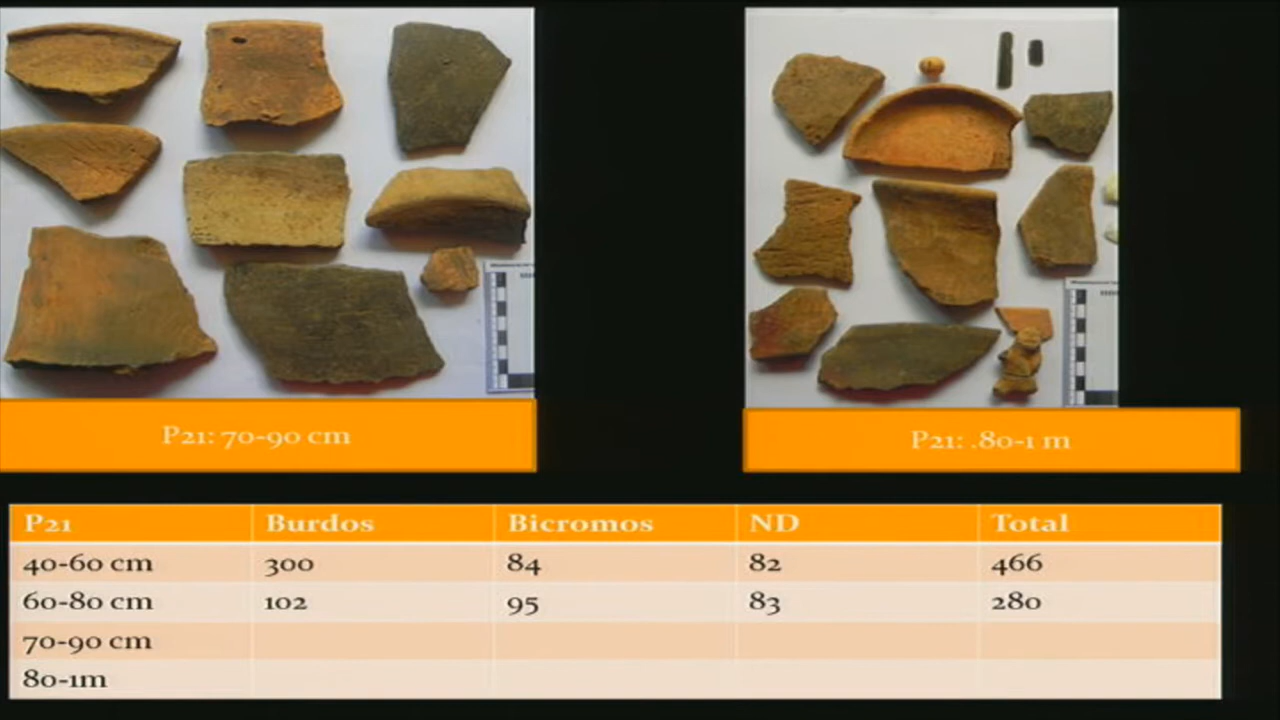 P21: 70-90 cm
P21: .80-1 m
P21 Burdos Bicromos ND Total
40-60 cm 300 84 82 466
60-80 cm 102 95 83 280
70-90 cm
80-1m